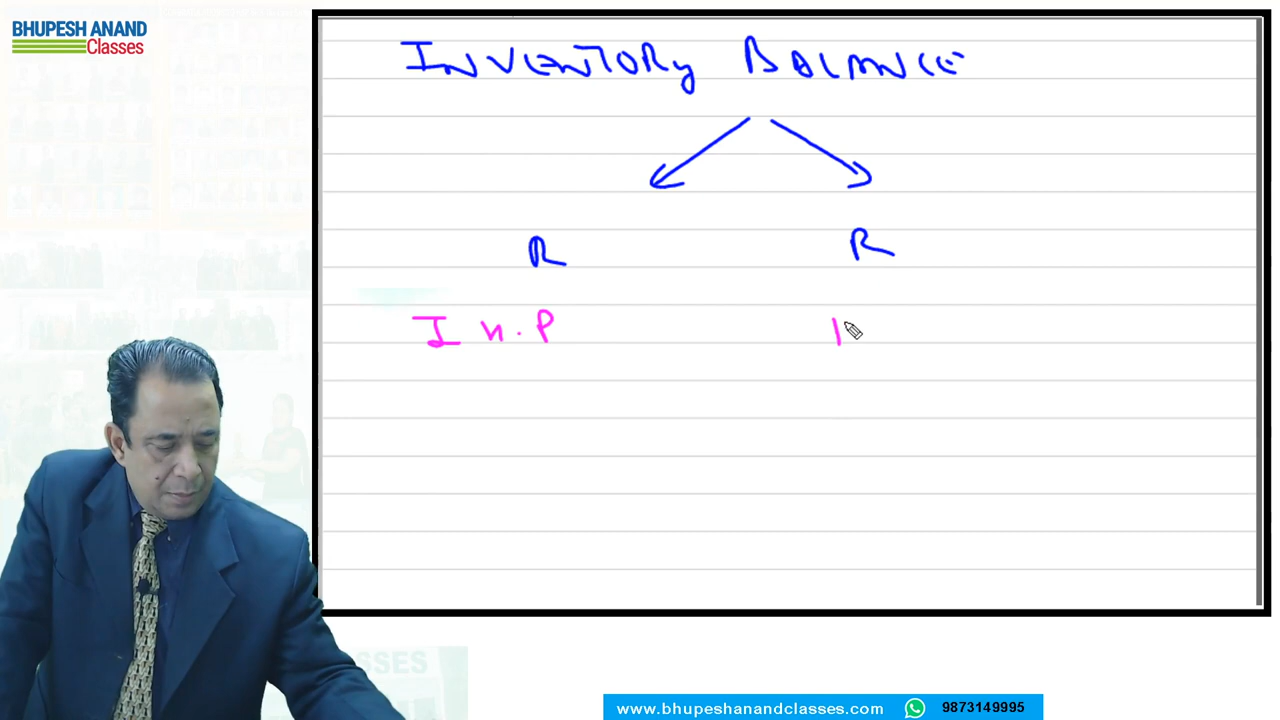 BHUPESH ANAND
Classes
INVENTORY BALANCE
R R
I n.P
www.bhupeshanandclasses.com 9873149995